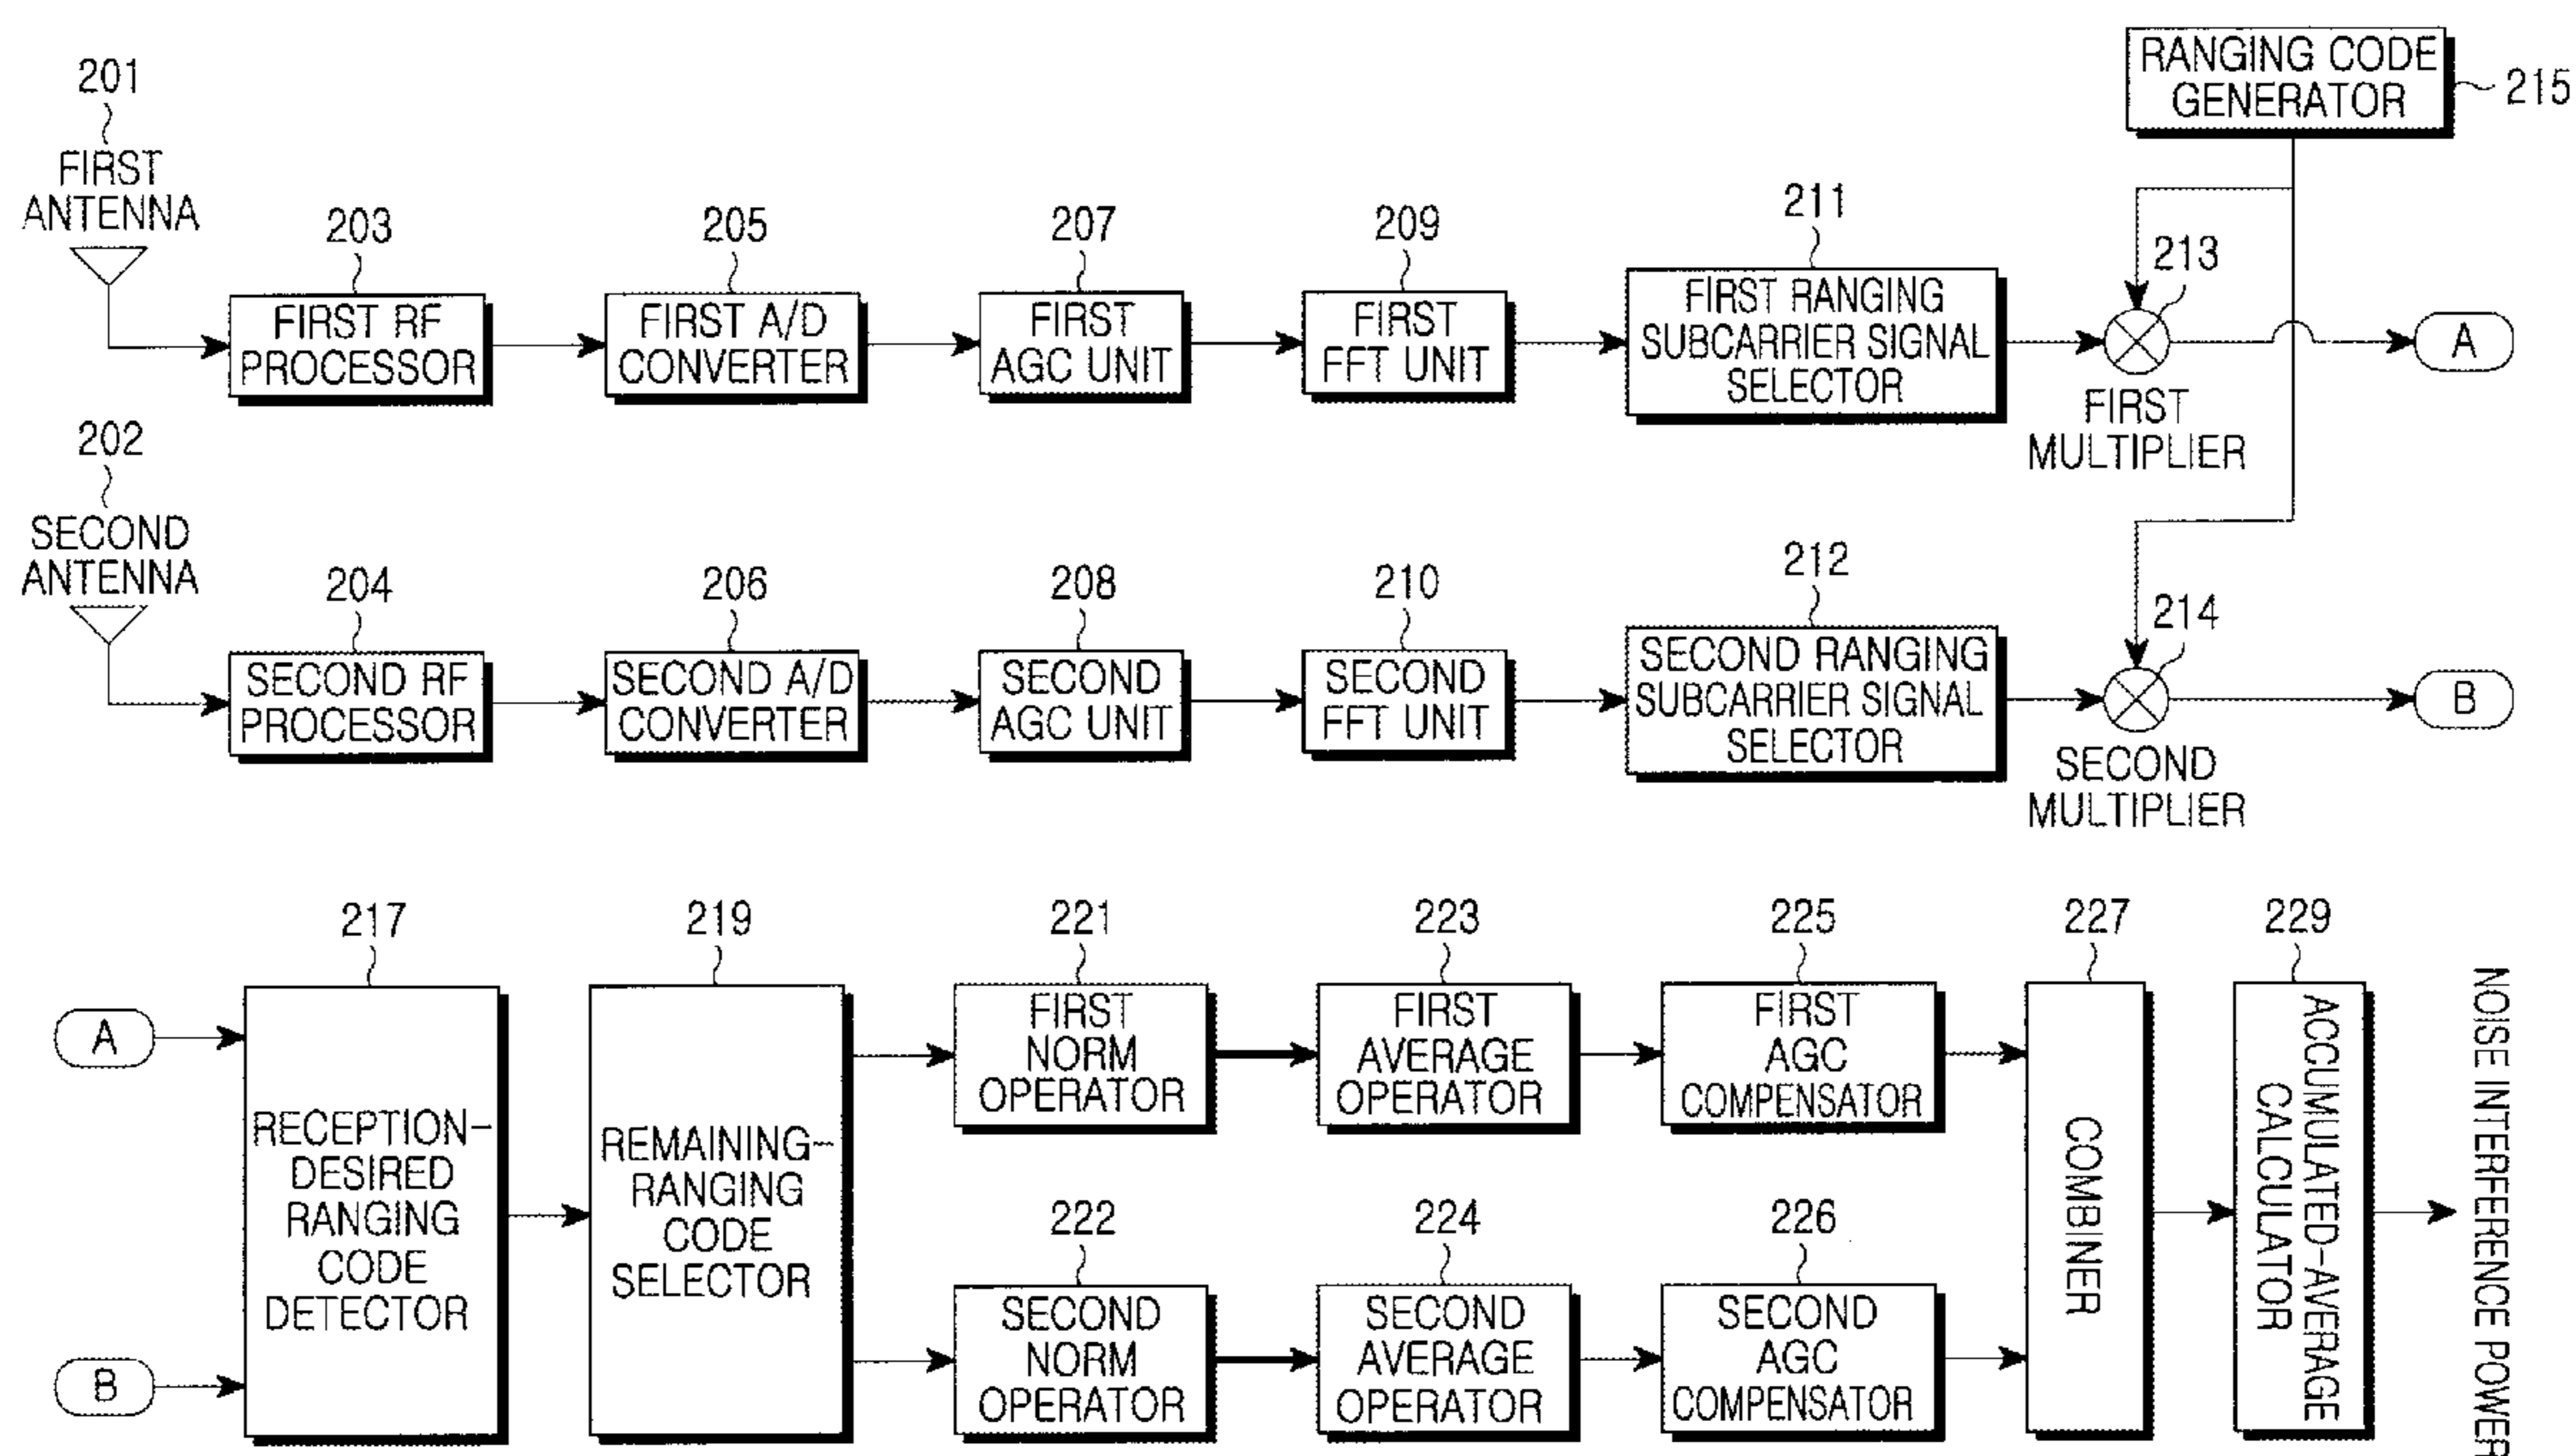 RANGING CODE
GENERATOR
215
201
FIRST
ANTENNA
203
FIRST RF
PROCESSOR
205
FIRST A/D
CONVERTER
207
FIRST
AGC UNIT
209
FIRST
FFT UNIT
211
FIRST RANGING
SUBCARRIER SIGNAL
SELECTOR
213
FIRST
MULTIPLIER
A
202
SECOND
ANTENNA
204
SECOND RF
PROCESSOR
206
SECOND A/D
CONVERTER
208
SECOND
AGC UNIT
210
SECOND
FFT UNIT
212
SECOND RANGING
SUBCARRIER SIGNAL
SELECTOR
214
SECOND
MULTIPLIER
B
A
B
217
RECEPTION-
DESIRED
RANGING
CODE
DETECTOR
219
REMAINING-
RANGING
CODE
SELECTOR
221
FIRST
NORM
OPERATOR
223
FIRST
AVERAGE
OPERATOR
225
FIRST
AGC
COMPENSATOR
222
SECOND
NORM
OPERATOR
224
SECOND
AVERAGE
OPERATOR
226
SECOND
AGC
COMPENSATOR
227
COMBINER
229
ACCUMULATED-AVERAGE
CALCULATOR
NOISE INTERFERENCE POWER